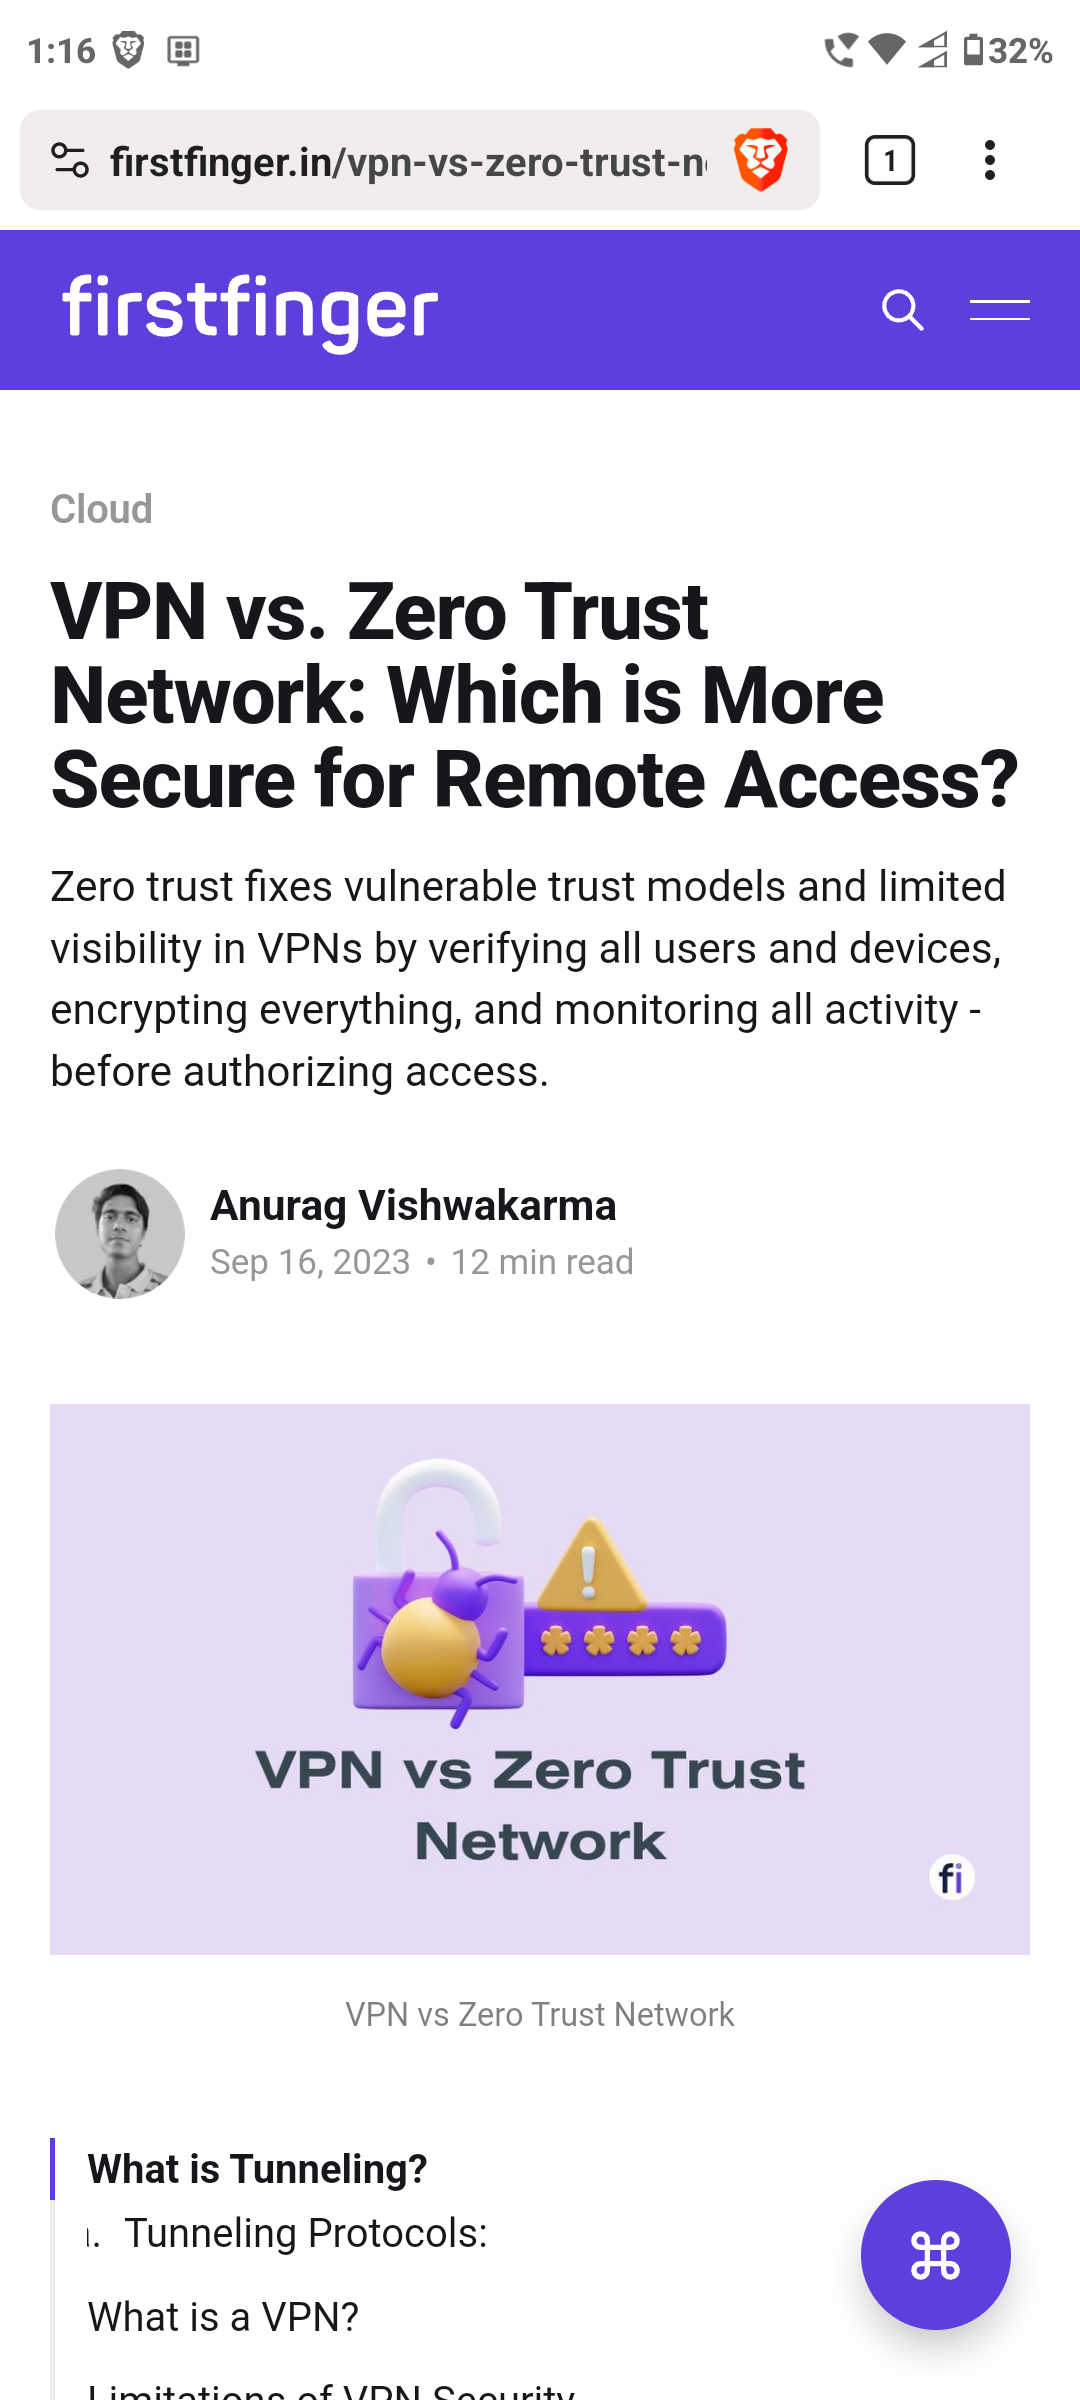 1:16
32%
firstfinger.in/vpn-vs-zero-trust-n
1
firstfinger
Cloud
VPN vs. Zero Trust
Network: Which is More
Secure for Remote Access?
Zero trust fixes vulnerable trust models and limited
visibility in VPNs by verifying all users and devices,
encrypting everything, and monitoring all activity -
before authorizing access.
Anurag Vishwakarma
Sep 16, 2023 • 12 min read
VPN vs Zero Trust
Network
fi
VPN vs Zero Trust Network
What is Tunneling?
Tunneling Protocols:
What is a VPN?
Limitations of VPN Security